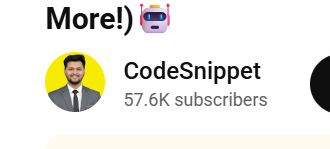 More!) 🤖
CodeSnippet
57.6K subscribers